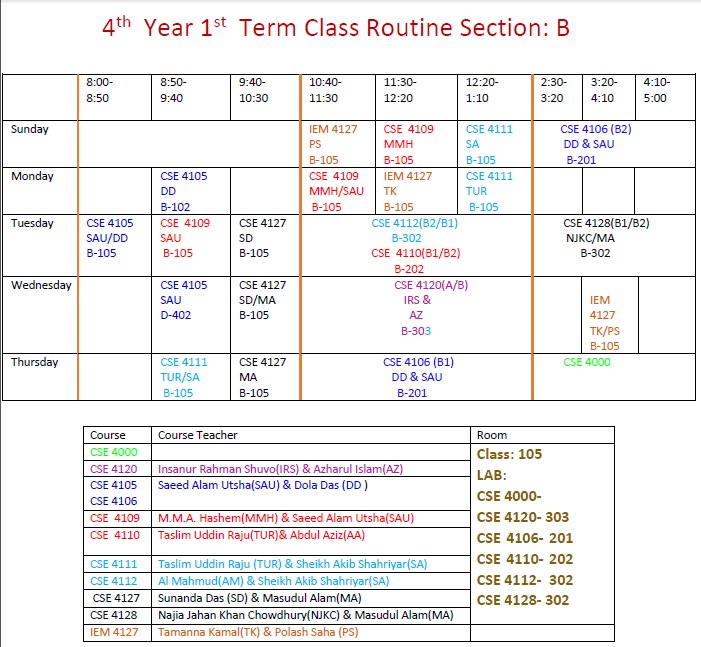 4th Year 1st Term Class Routine Section: B
8:00-8:50 8:50-9:40 9:40-10:30 10:40-11:30 11:30-12:20 12:20-1:10 2:30-3:20 3:20-4:10 4:10-5:00
Sunday
IEM 4127
PS
B-105
CSE 4109
MMH
B-105
CSE 4111
SA
B-105
CSE 4106 (B2)
DD & SAU
B-201
Monday
CSE 4105
DD
B-102
CSE 4109
MMH/SAU
B-105
IEM 4127
TK
B-105
CSE 4111
TUR
B-105
Tuesday
CSE 4105
SAU/DD
B-105
CSE 4109
SAU
B-105
CSE 4127
SD
B-105
CSE 4112(B2/B1)
B-302
CSE 4110(B1/B2)
B-202
CSE 4128(B1/B2)
NJKC/MA
B-302
Wednesday
CSE 4105
SAU
D-402
CSE 4127
SD/MA
B-105
CSE 4120(A/B)
IRS &
AZ
B-303
IEM
4127
TK/PS
B-105
Thursday
CSE 4111
TUR/SA
B-105
CSE 4127
MA
B-105
CSE 4106 (B1)
DD & SAU
B-201
CSE 4000
Course Course Teacher Room
CSE 4000
CSE 4120 Insanur Rahman Shuvo(IRS) & Azharul Islam(AZ)
CSE 4105 Saeed Alam Utsha(SAU) & Dola Das (DD )
CSE 4106
CSE 4109 M.M.A. Hashem(MMH) & Saeed Alam Utsha(SAU)
CSE 4110 Taslim Uddin Raju(TUR)& Abdul Aziz(AA)
CSE 4111 Taslim Uddin Raju (TUR) & Sheikh Akib Shahriyar(SA)
CSE 4112 Al Mahmud(AM) & Sheikh Akib Shahriyar(SA)
CSE 4127 Sunanda Das (SD) & Masudul Alam(MA)
CSE 4128 Najia Jahan Khan Chowdhury(NJKC) & Masudul Alam(MA)
IEM 4127 Tamanna Kamal(TK) & Polash Saha (PS)
Class: 105
LAB:
CSE 4000-
CSE 4120- 303
CSE 4106- 201
CSE 4110- 202
CSE 4112- 302
CSE 4128- 302